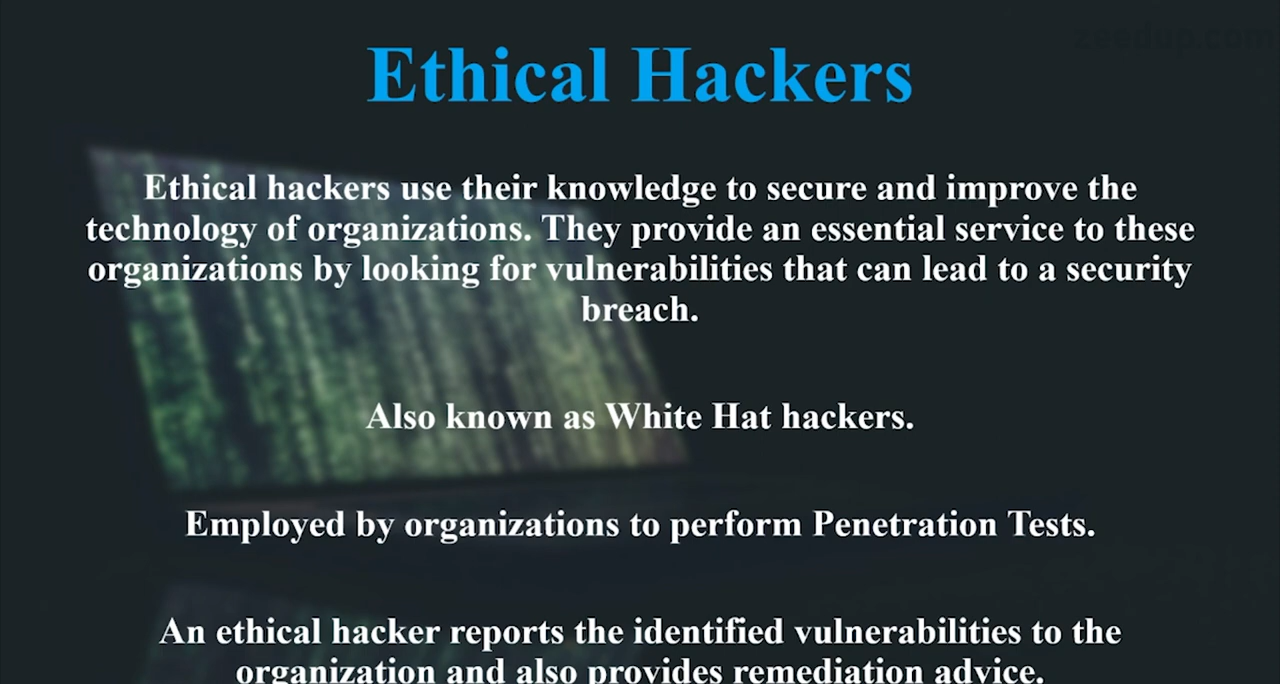 zaedup.com
Ethical Hackers
Ethical hackers use their knowledge to secure and improve the
technology of organizations. They provide an essential service to these
organizations by looking for vulnerabilities that can lead to a security
breach.
Also known as White Hat hackers.
Employed by organizations to perform Penetration Tests.
An ethical hacker reports the identified vulnerabilities to the
organization and also provides remediation advice.